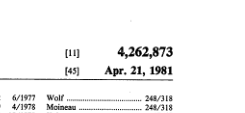 [11] 4,262,873
[45] Apr. 21, 1981
6/1977 Wolf ........................................ 248/318
4/1978 Moineau ................................ 248/318